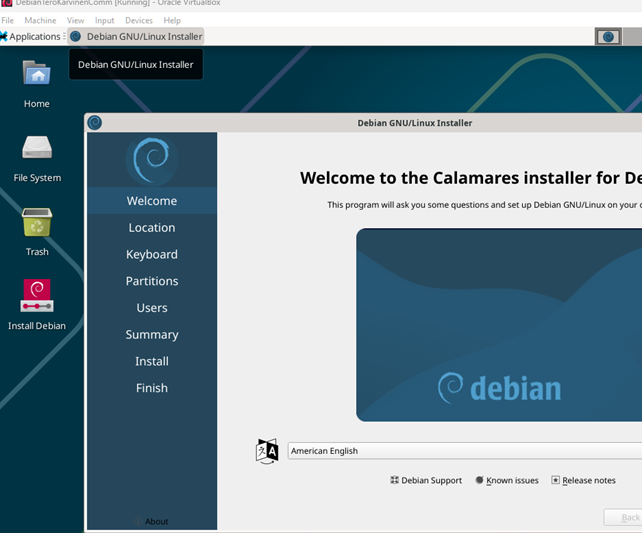 DebianTeroKarvinenComm [Running] - Oracle VirtualBox
File Machine View Input Devices Help
Applications Debian GNU/Linux Installer
Debian GNU/Linux Installer
Home
File System
Trash
Install Debian
Debian GNU/Linux Installer
Welcome
Location
Keyboard
Partitions
Users
Summary
Install
Finish
About
Welcome to the Calamares installer for De
This program will ask you some questions and set up Debian GNU/Linux on your c
debian
American English
Debian Support Known issues Release notes
Back